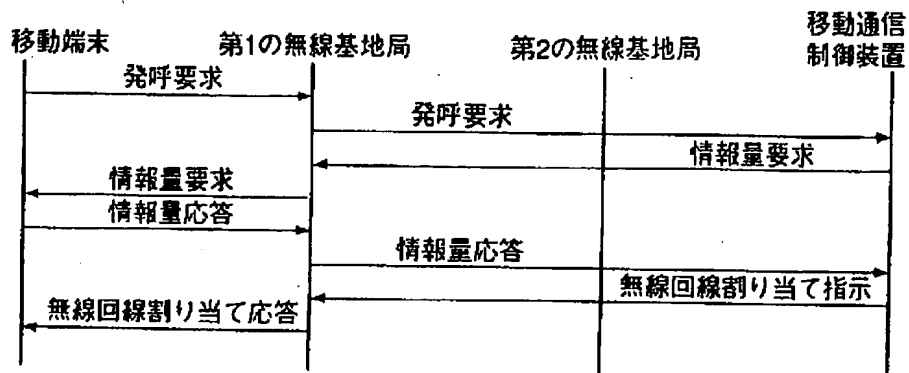 移動端末
第1の無線基地局
第2の無線基地局
移動通信
制御装置
発呼要求
発呼要求
情報量要求
情報量要求
情報量応答
情報量応答
無線回線割り当て指示
無線回線割り当て応答